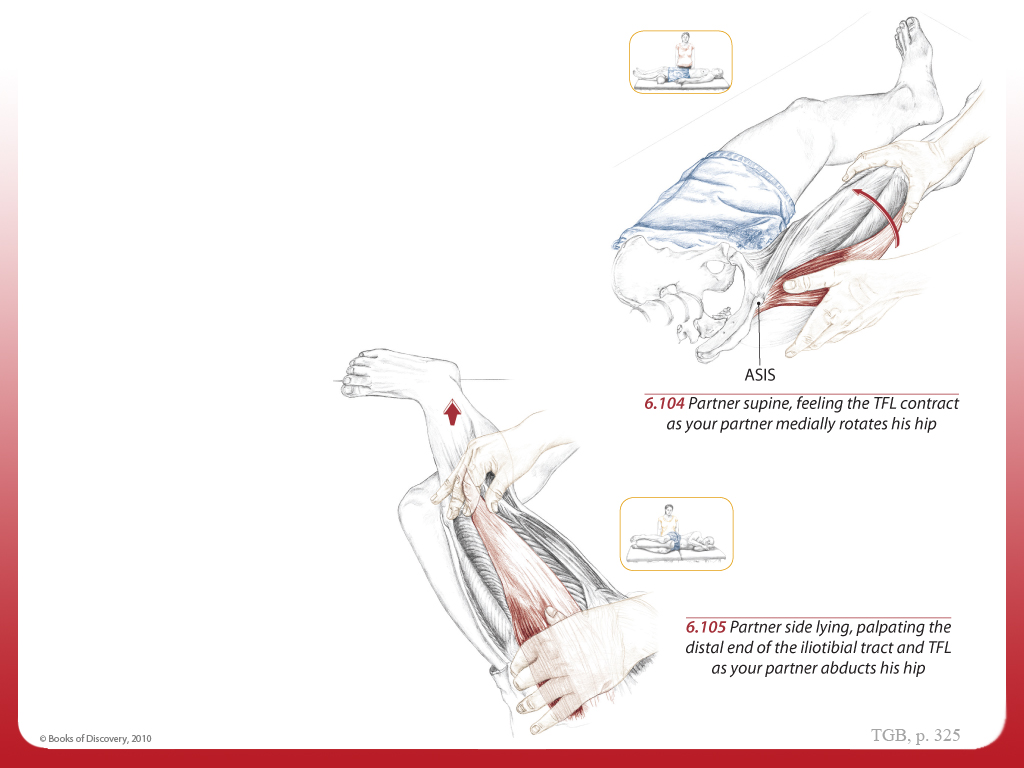 ASIS
6.104 Partner supine, feeling the TFL contract
as your partner medially rotates his hip
6.105 Partner side lying, palpating the
distal end of the iliotibial tract and TFL
as your partner abducts his hip
© Books of Discovery, 2010
TGB, p. 325